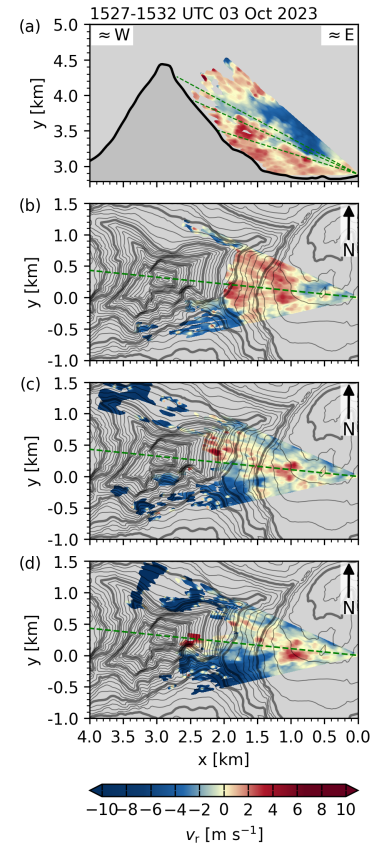 1527-1532 UTC 03 Oct 2023
(a)
≈ W
≈ E
y [km]
5.0
4.5
4.0
3.5
3.0
(b)
y [km]
1.5
1.0
0.5
0.0
-0.5
-1.0
N
(c)
y [km]
1.5
1.0
0.5
0.0
-0.5
-1.0
N
(d)
y [km]
1.5
1.0
0.5
0.0
-0.5
-1.0
N
4.0 3.5 3.0 2.5 2.0 1.5 1.0 0.5 0.0
x [km]
−10 −8 −6 −4 −2 0 2 4 6 8 10
v_r [m s⁻¹]